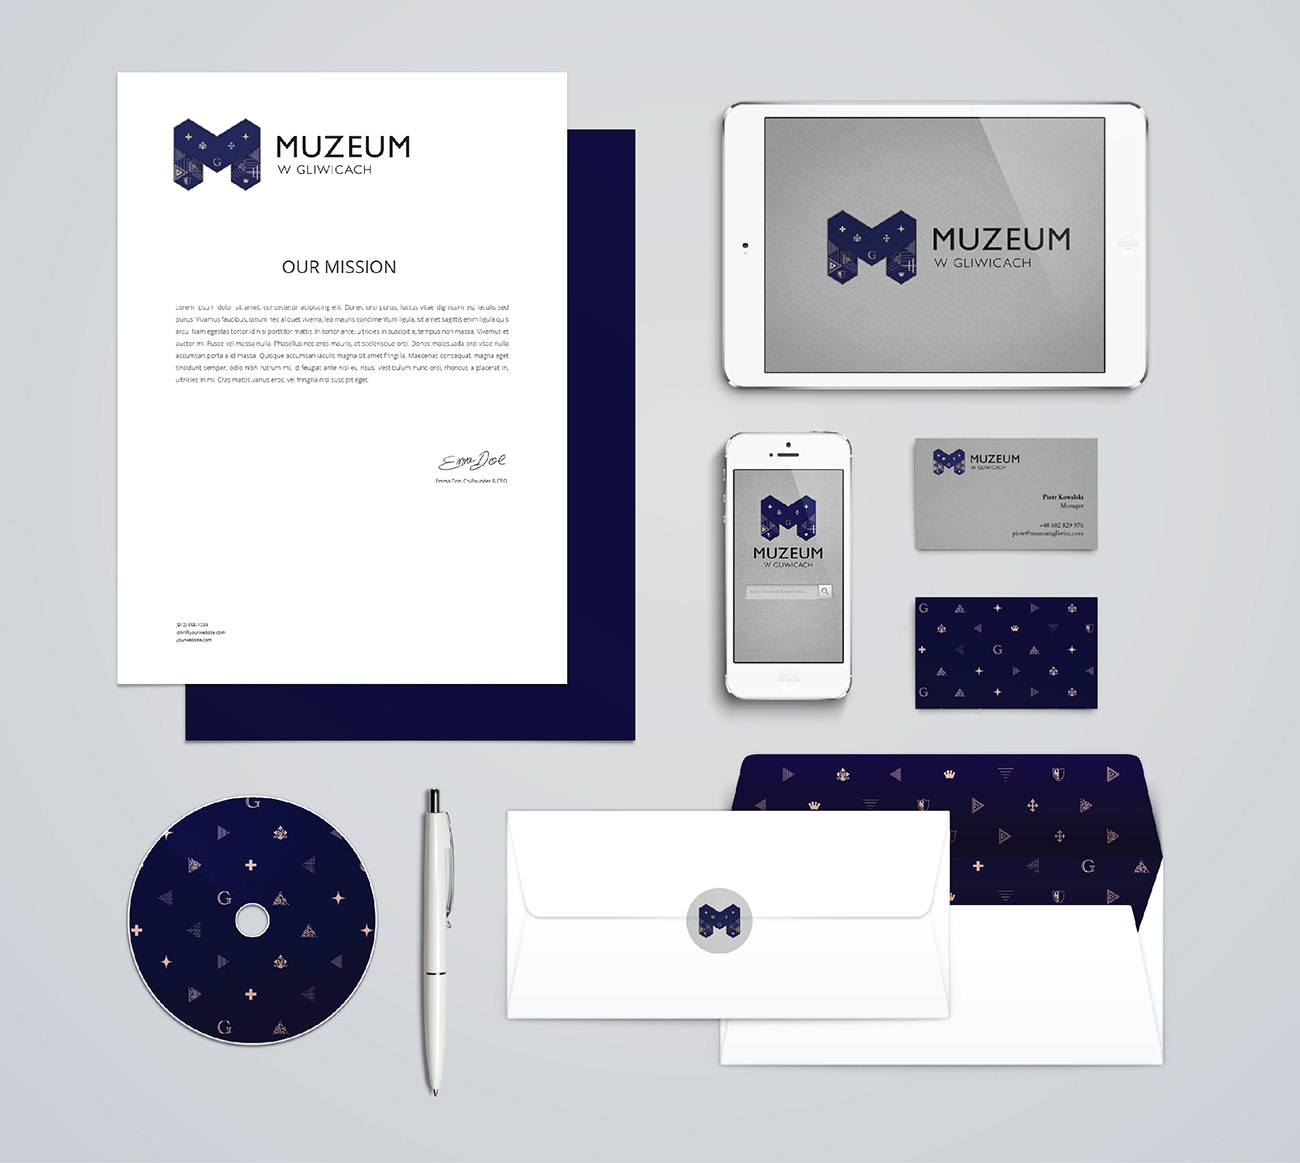 MUZEUM
W GLIWICACH
OUR MISSION
Lorem ipsum dolor sit amet, consectetur adipiscing elit. Donec orci purus, luctus vitae dignissim eu, iaculis sed
purus. Vivamus faucibus, ipsum nec aliquet viverra, leo mauris condimentum ligula, sit amet sagittis enim ligula quis
arcu. Nam egestas tortor id nisi porttitor mattis. In tortor ante, ultricies in suscipit a, tempus non massa. Vivamus et
auctor mi. Fusce vel massa nulla. Phasellus nec eros mauris, et scelerisque orci. Donec malesuada orci vitae nulla
accumsan porta a id massa. Quisque accumsan iaculis magna sit amet fringilla. Maecenas consequat, magna eget
tincidunt semper, odio nibh rutrum mi, id feugiat ante nisi eu risus. Vestibulum nunc orci, rhoncus a placerat in,
ultricies in mi. Cras mattis varius eros, vel fringilla nisi suscipit eget.
Emma Doe
Emma Doe, Co-Founder & CEO
john@yourwebsite.com
yourwebsite.com
MUZEUM
W GLIWICACH
MUZEUM
W GLIWICACH
Enter Search Keywords...
MUZEUM
W GLIWICACH
Piotr Kowalski
Manager
+48 602 829 976
piotr@muzeumgliwice.com
G
G
G
G
G
G
G